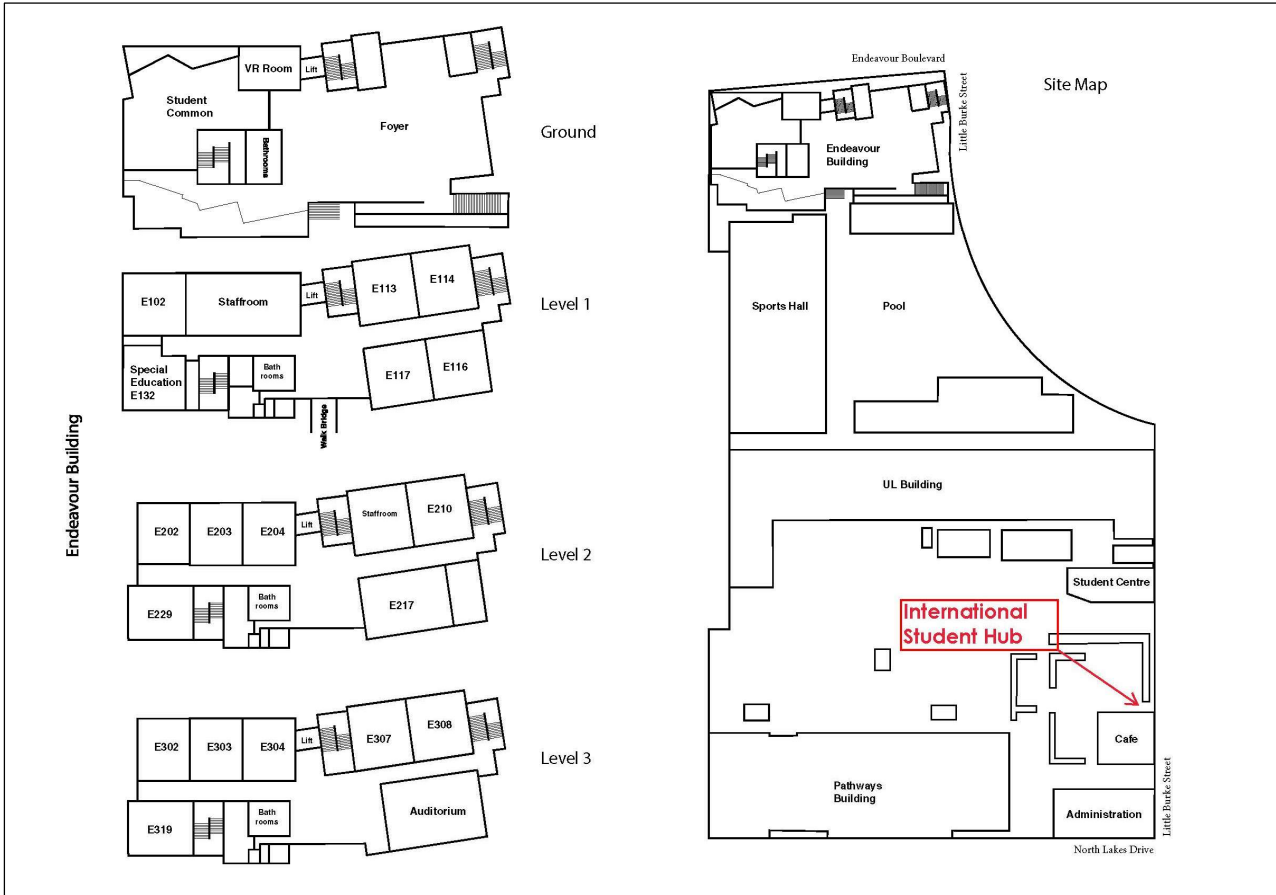 Endeavour Building
VR Room
Lift
Student
Common
Bathrooms
Foyer
Ground
E102
Staffroom
Lift
E113
E114
Level 1
Special
Education
E132
Bath
rooms
E117
E116
Walk Bridge
E202
E203
E204
Lift
Staffroom
E210
Level 2
E229
Bath
rooms
E217
E302
E303
E304
Lift
E307
E308
Level 3
E319
Bath
rooms
Auditorium
Site Map
Endeavour Boulevard
Little Burke Street
Endeavour
Building
Sports Hall
Pool
UL Building
Student Centre
International
Student Hub
Cafe
Pathways
Building
Administration
Little Burke Street
North Lakes Drive